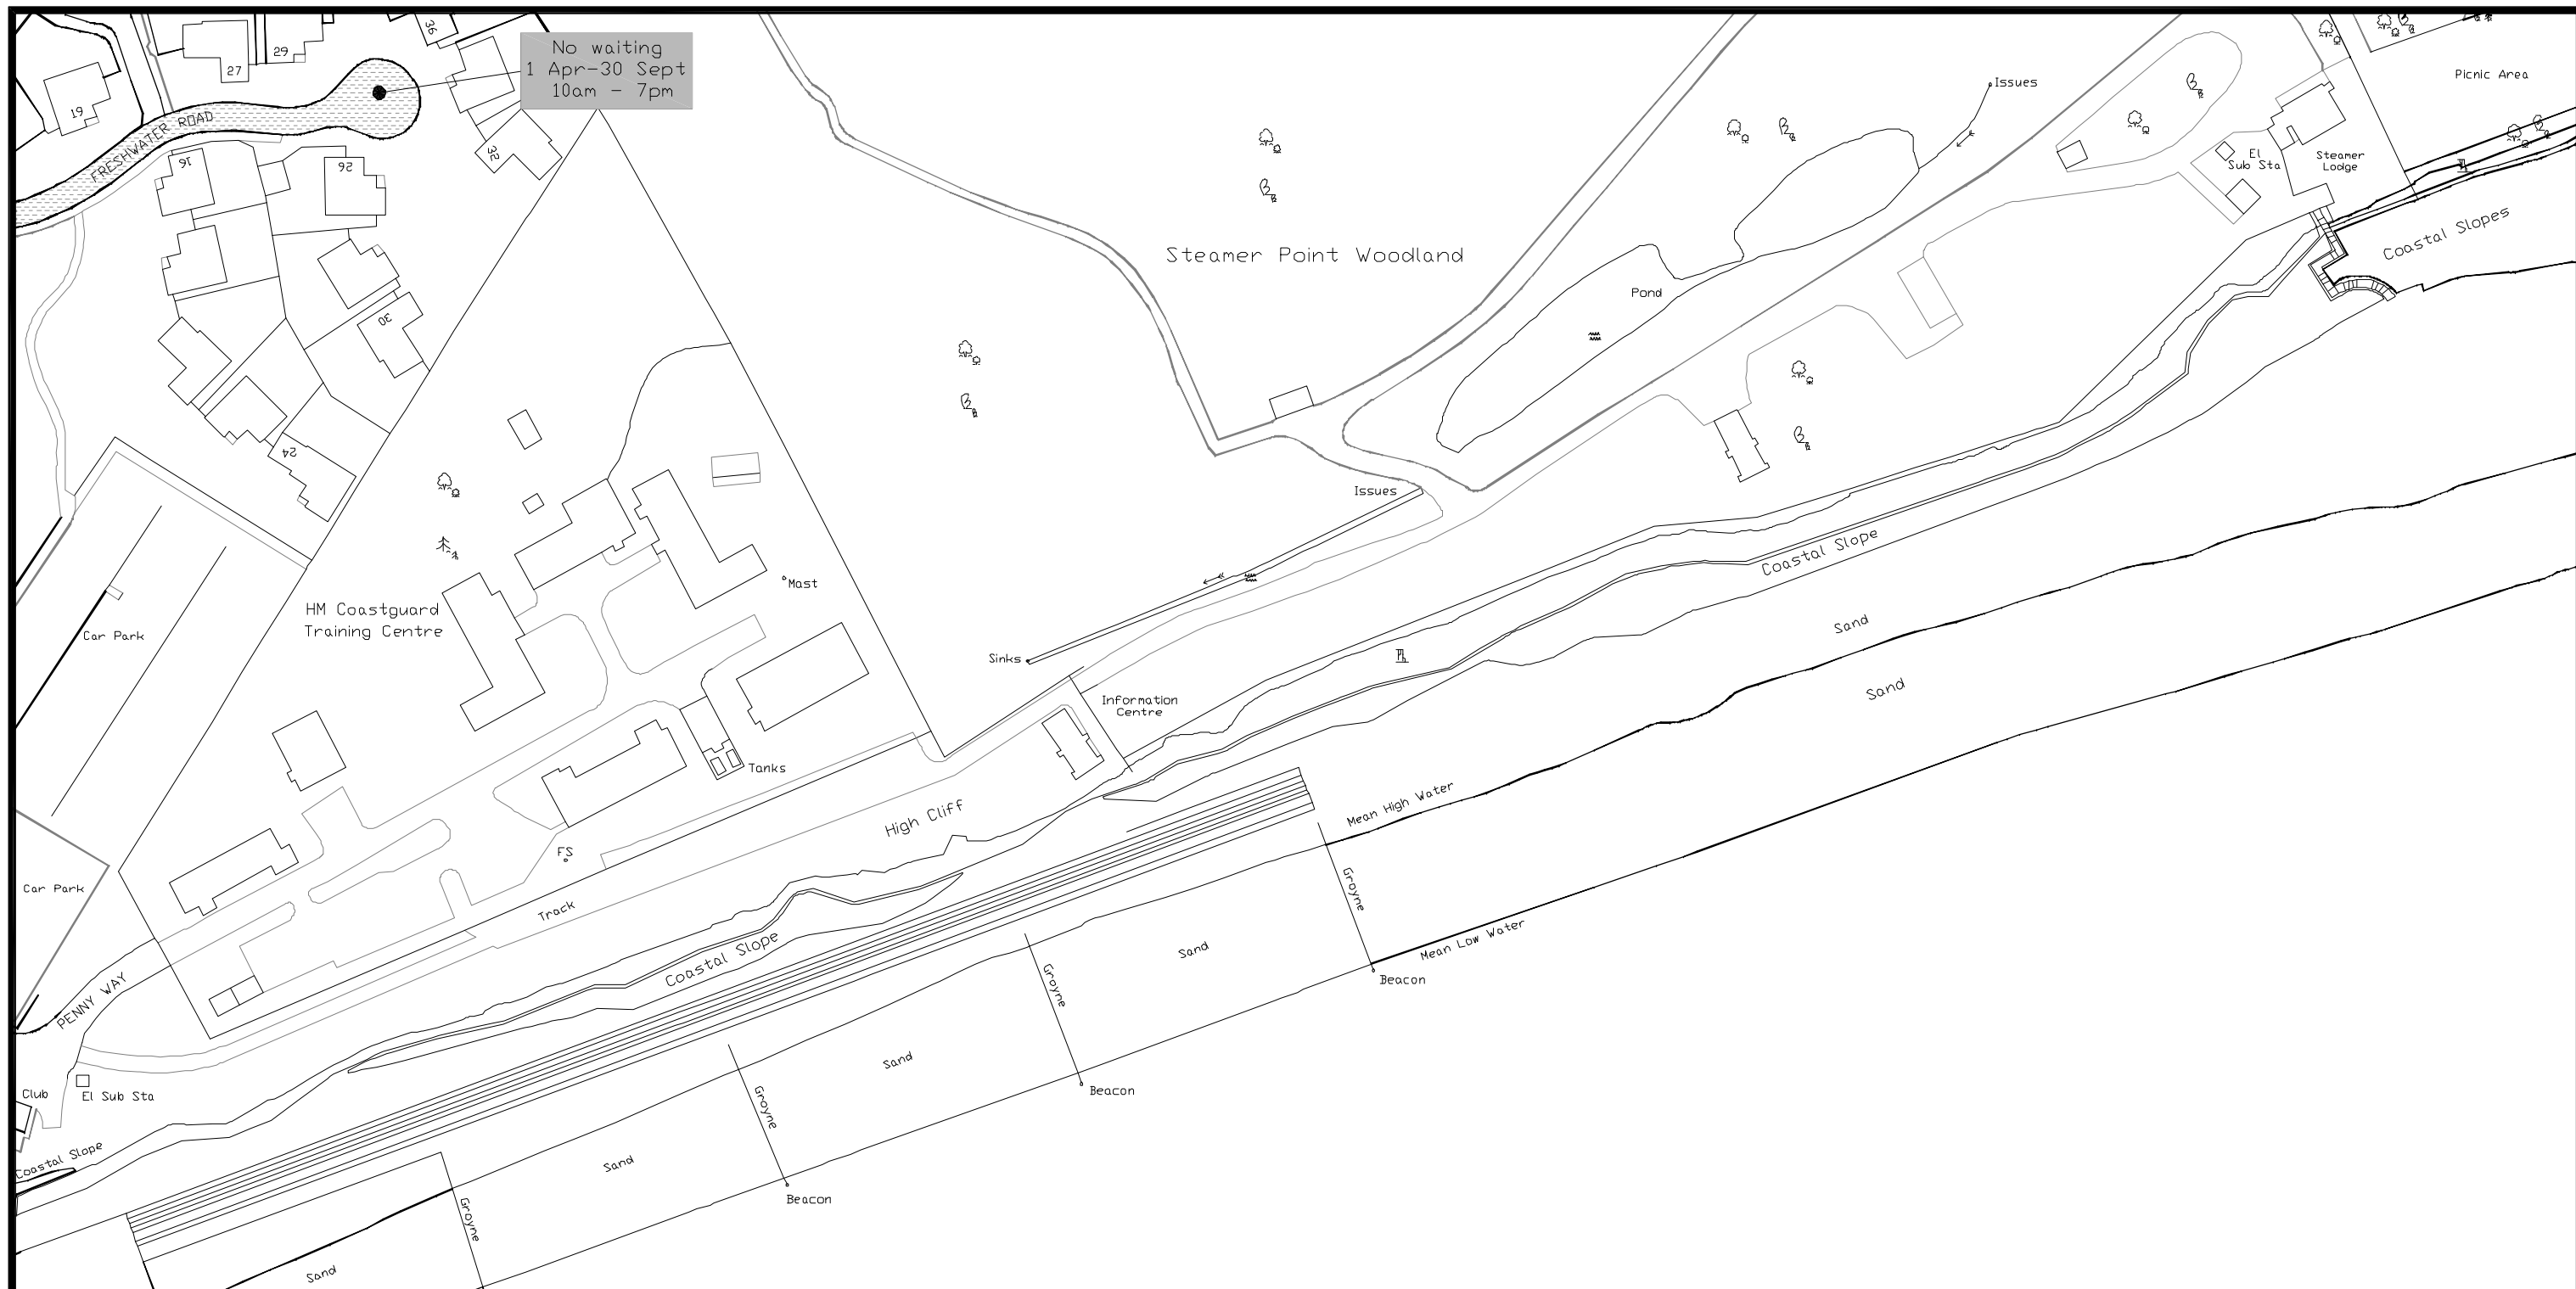 36
No waiting
1 Apr-30 Sept
10am - 7pm
29
27
19
FRESHWATER ROAD
16
26
32
30
24
Issues
Picnic Area
El
Sub Sta
Steamer
Lodge
Coastal Slopes
Steamer Point Woodland
Pond
Issues
Coastal Slope
Mast
HM Coastguard
Training Centre
Car Park
Sinks
Information
Centre
Sand
Sand
Tanks
High Cliff
Mean High Water
FS
Car Park
Track
Groyne
Mean Low Water
Coastal Slope
Sand
Beacon
PENNY WAY
Groyne
Sand
Beacon
Club
El Sub Sta
Groyne
Coastal Slope
Sand
Beacon
Groyne
Sand